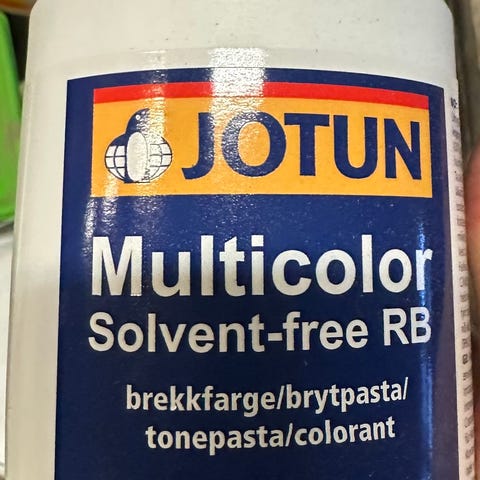 JOTUN
Multicolor
Solvent-free RB
brekkfarge/brytpasta/
tonepasta/colorant